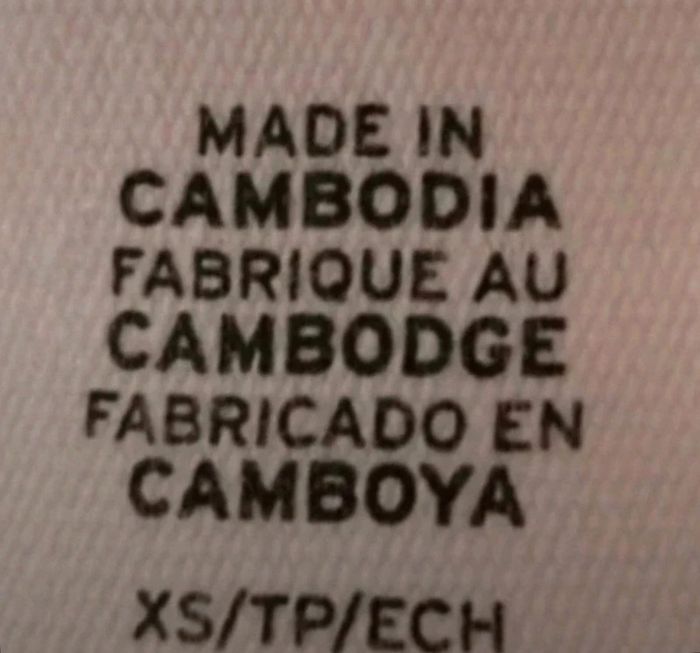 MADE IN
CAMBODIA
FABRIQUE AU
CAMBODGE
FABRICADO EN
CAMBOYA
XS/TP/ECH